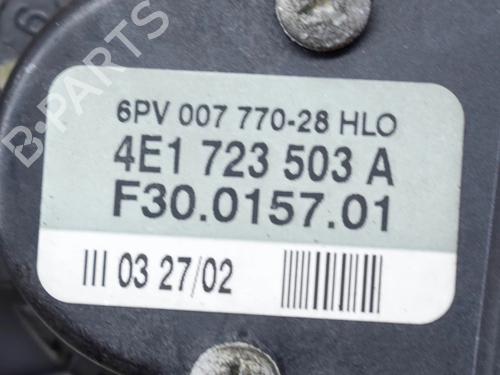 B-PARTS
6PV 007 770-28 HLO
4E1 723 503 A
F30.0157.01
III 03 27/02